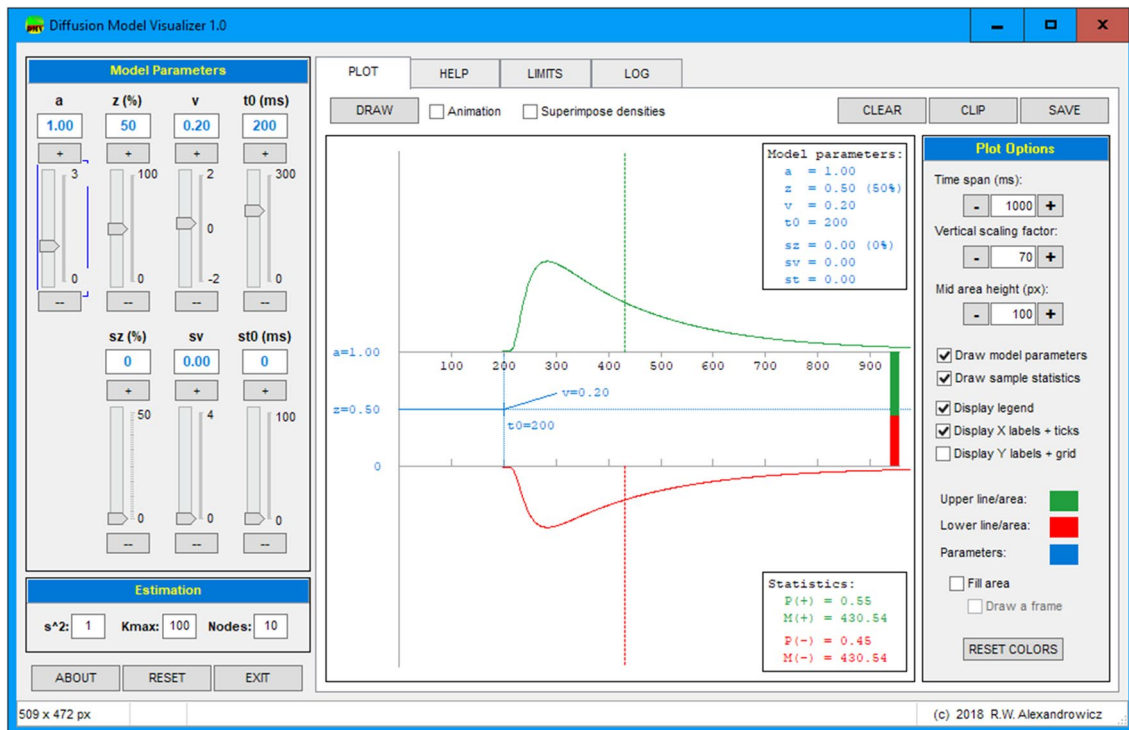 Diffusion Model Visualizer 1.0
Model Parameters
a z (%) v t0 (ms)
1.00 50 0.20 200
+ + + +
3 100 2 300
0
0 0 -2 0
-- -- -- --
sz (%) sv st0 (ms)
0 0.00 0
+ + +
50 4 100
0 0 0
-- -- --
Estimation
s^2: 1 Kmax: 100 Nodes: 10
ABOUT RESET EXIT
PLOT HELP LIMITS LOG
DRAW Animation Superimpose densities CLEAR CLIP SAVE
Model parameters:
a = 1.00
z = 0.50 (50%)
v = 0.20
t0 = 200
sz = 0.00 (0%)
sv = 0.00
st = 0.00
a=1.00
100 200 300 400 500 600 700 800 900
v=0.20
z=0.50
t0=200
0
Statistics:
P(+) = 0.55
M(+) = 430.54
P(-) = 0.45
M(-) = 430.54
Plot Options
Time span (ms):
- 1000 +
Vertical scaling factor:
- 70 +
Mid area height (px):
- 100 +
Draw model parameters
Draw sample statistics
Display legend
Display X labels + ticks
Display Y labels + grid
Upper line/area:
Lower line/area:
Parameters:
Fill area
Draw a frame
RESET COLORS
509 x 472 px
(c) 2018 R.W. Alexandrowicz